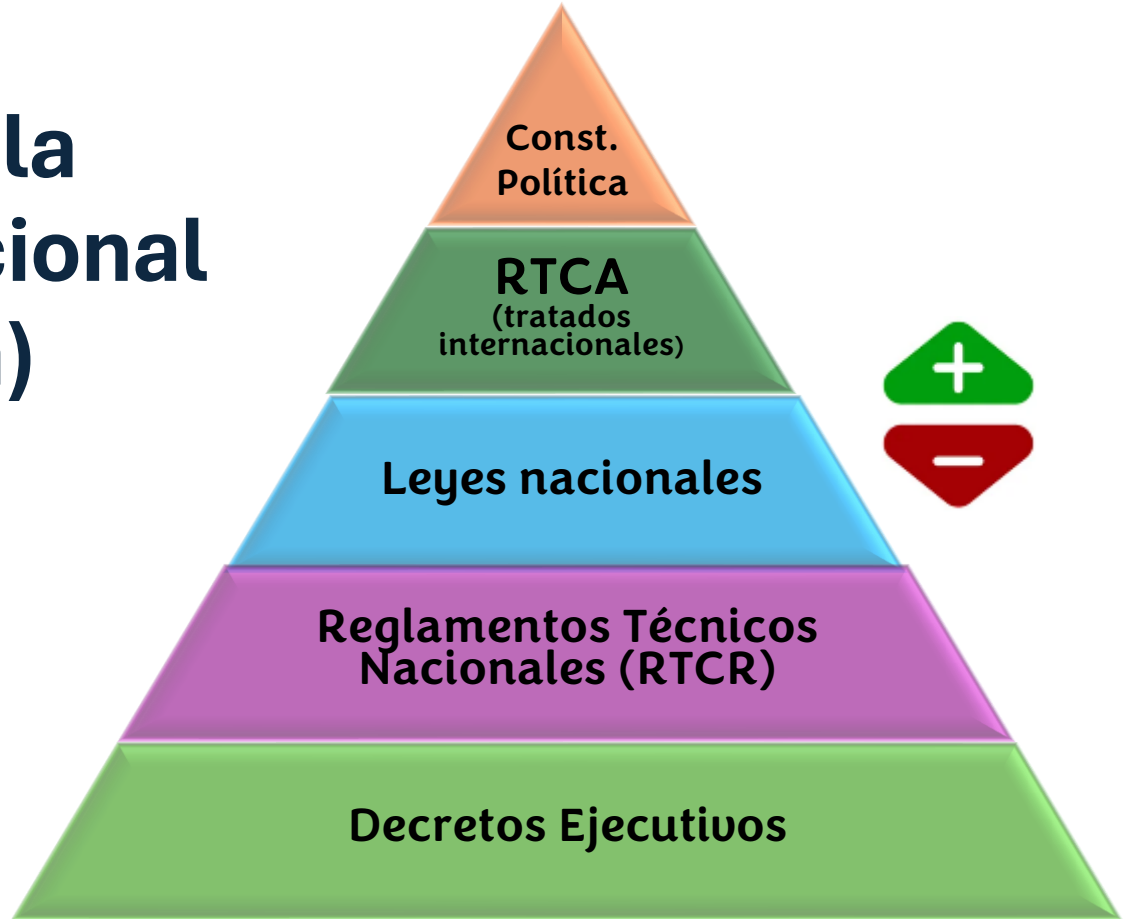 la
cional
)
Const.
Política
RTCA
(tratados
internacionales)
Leyes nacionales
Reglamentos Técnicos
Nacionales (RTCR)
Decretos Ejecutivos